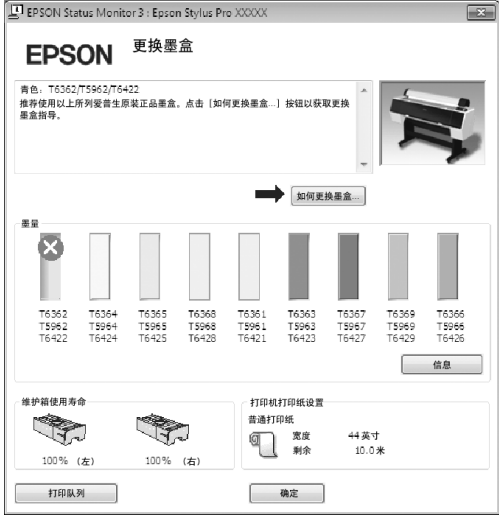 EPSON Status Monitor 3 : Epson Stylus Pro XXXXX
EPSON
更换墨盒
青色：T6362/T5962/T6422
推荐使用以上所列爱普生原装正品墨盒。点击 [如何更换墨盒...] 按钮以获取更换
墨盒指导。
如何更换墨盒...
墨量
T6362 T6364 T6365 T6368 T6361 T6363 T6367 T6369 T6366
T5962 T5964 T5965 T5968 T5961 T5963 T5967 T5969 T5966
T6422 T6424 T6425 T6428 T6421 T6423 T6427 T6429 T6426
信息
维护箱使用寿命
100% （左） 100% （右）
打印机打印纸设置
普通打印纸
宽度 44 英寸
剩余 10.0 米
打印队列
确定